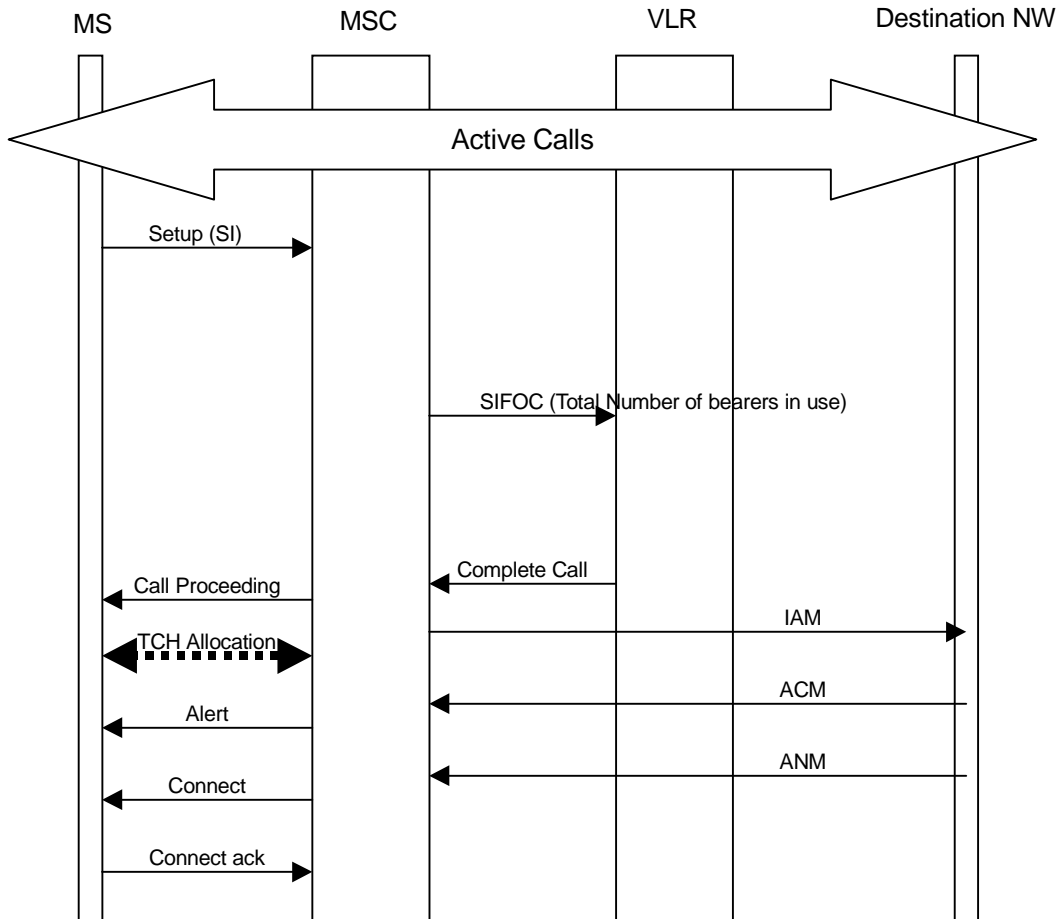 MS
MSC
VLR
Destination NW
Active Calls
Setup (SI)
SIFOC (Total Number of bearers in use)
Complete Call
Call Proceeding
IAM
TCH Allocation
ACM
Alert
ANM
Connect
Connect ack